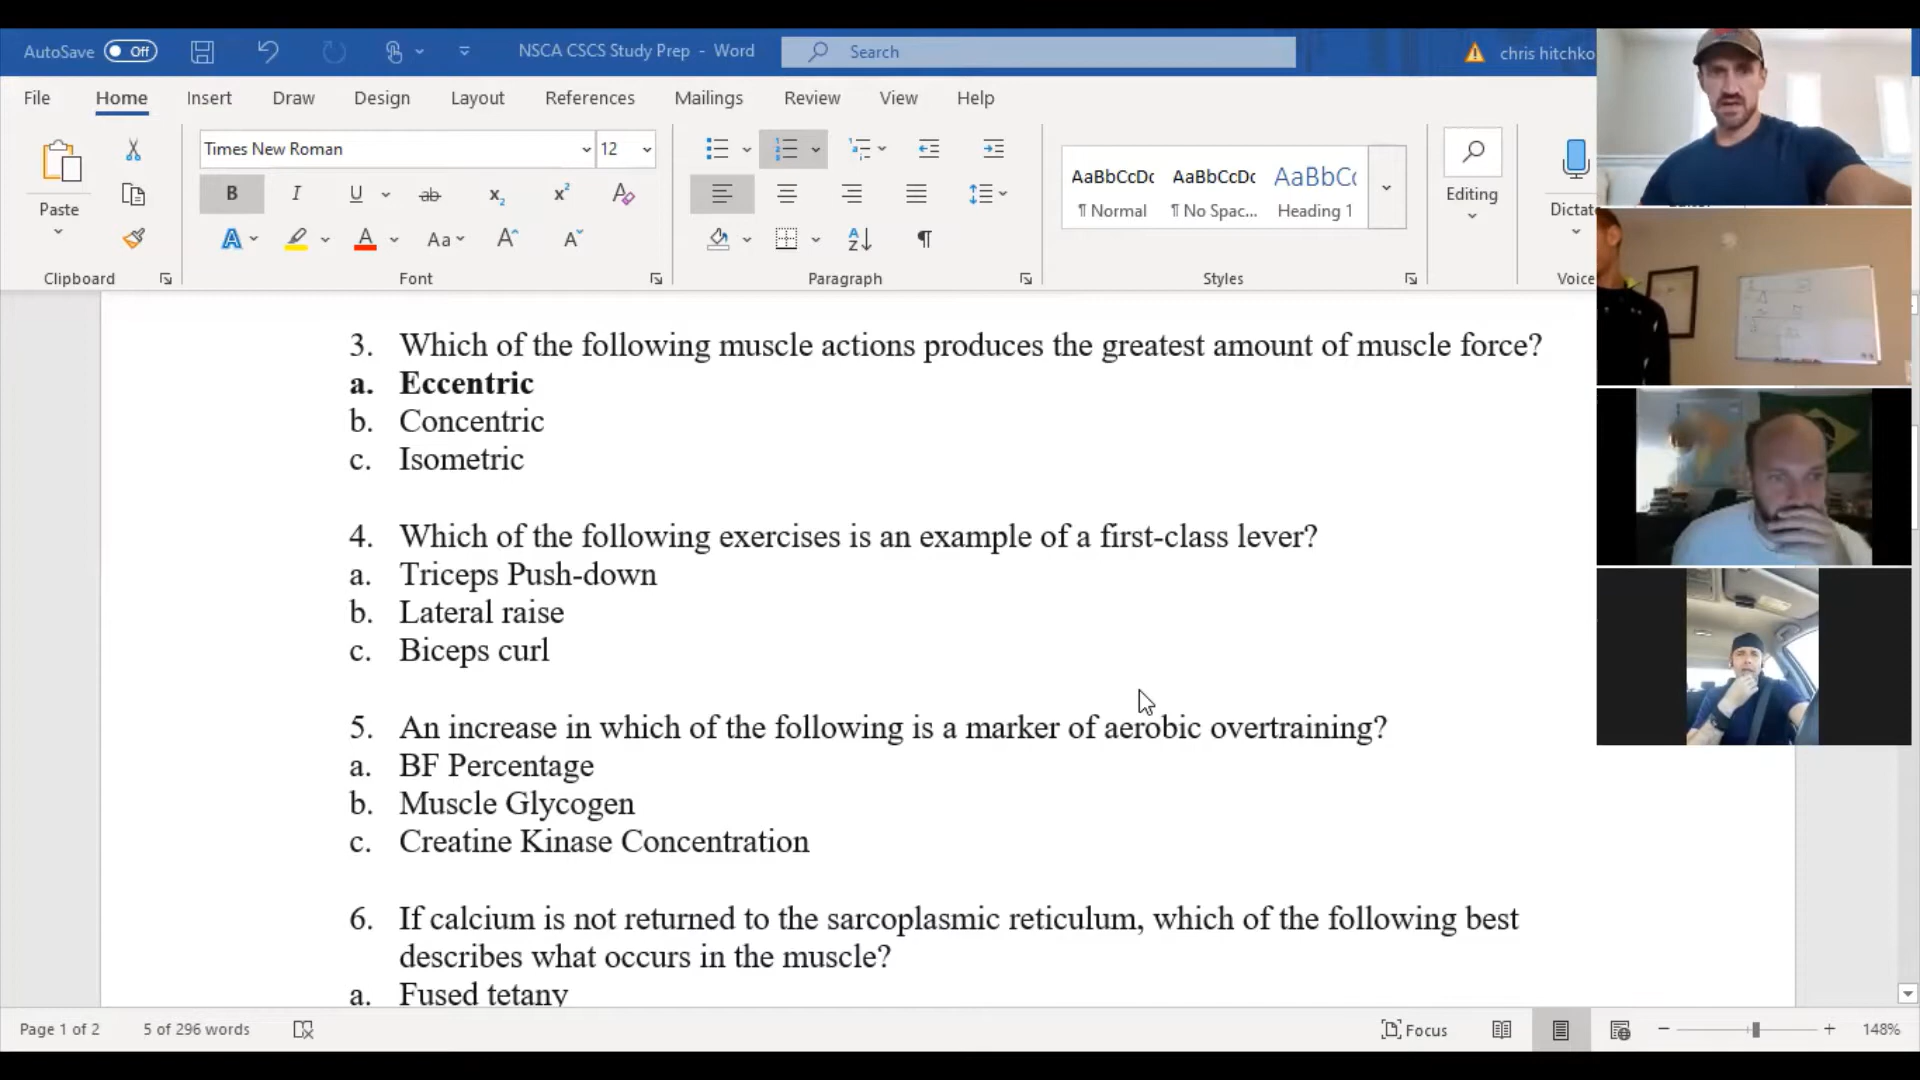 AutoSave Off NSCA CSCS Study Prep - Word Search chris hitchko
File Home Insert Draw Design Layout References Mailings Review View Help
Times New Roman 12
Paste
Clipboard Font Paragraph
AaBbCcDc AaBbCcDc AaBbCc
¶ Normal ¶ No Spac... Heading 1
Styles
Editing
Dictat
Voice
3. Which of the following muscle actions produces the greatest amount of muscle force?
a. Eccentric
b. Concentric
c. Isometric
4. Which of the following exercises is an example of a first-class lever?
a. Triceps Push-down
b. Lateral raise
c. Biceps curl
5. An increase in which of the following is a marker of aerobic overtraining?
a. BF Percentage
b. Muscle Glycogen
c. Creatine Kinase Concentration
6. If calcium is not returned to the sarcoplasmic reticulum, which of the following best
describes what occurs in the muscle?
a. Fused tetany
Page 1 of 2 5 of 296 words Focus 148%